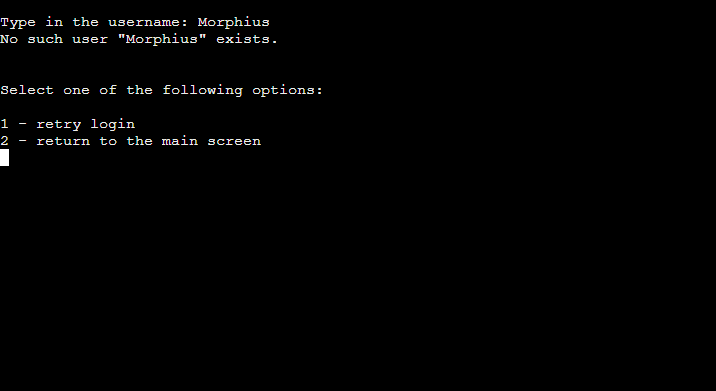 Type in the username: Morphius
No such user "Morphius" exists.
Select one of the following options:
1 - retry login
2 - return to the main screen